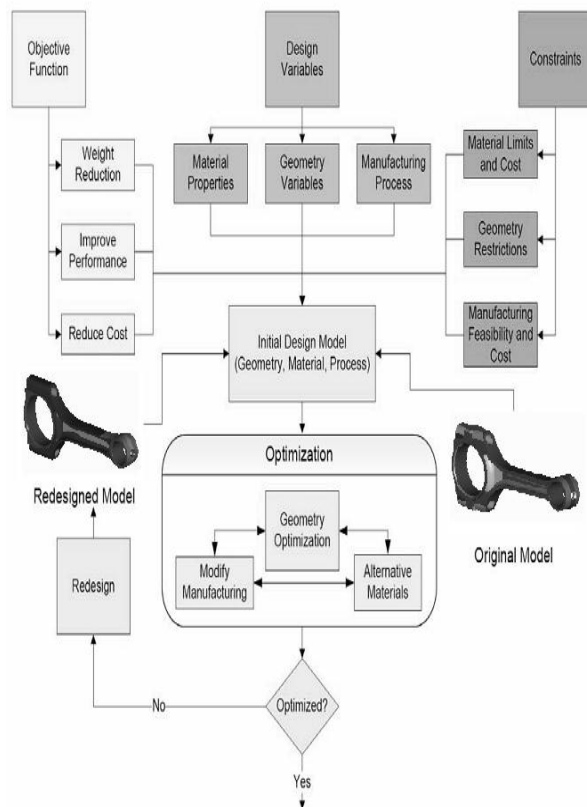 Objective
Function
Design
Variables
Constraints
Weight
Reduction
Material
Properties
Geometry
Variables
Manufacturing
Process
Material Limits
and Cost
Improve
Performance
Geometry
Restrictions
Reduce Cost
Manufacturing
Feasibility and
Cost
Initial Design Model
(Geometry, Material, Process)
Redesigned Model
Original Model
Optimization
Geometry
Optimization
Modify
Manufacturing
Alternative
Materials
Redesign
No
Optimized?
Yes